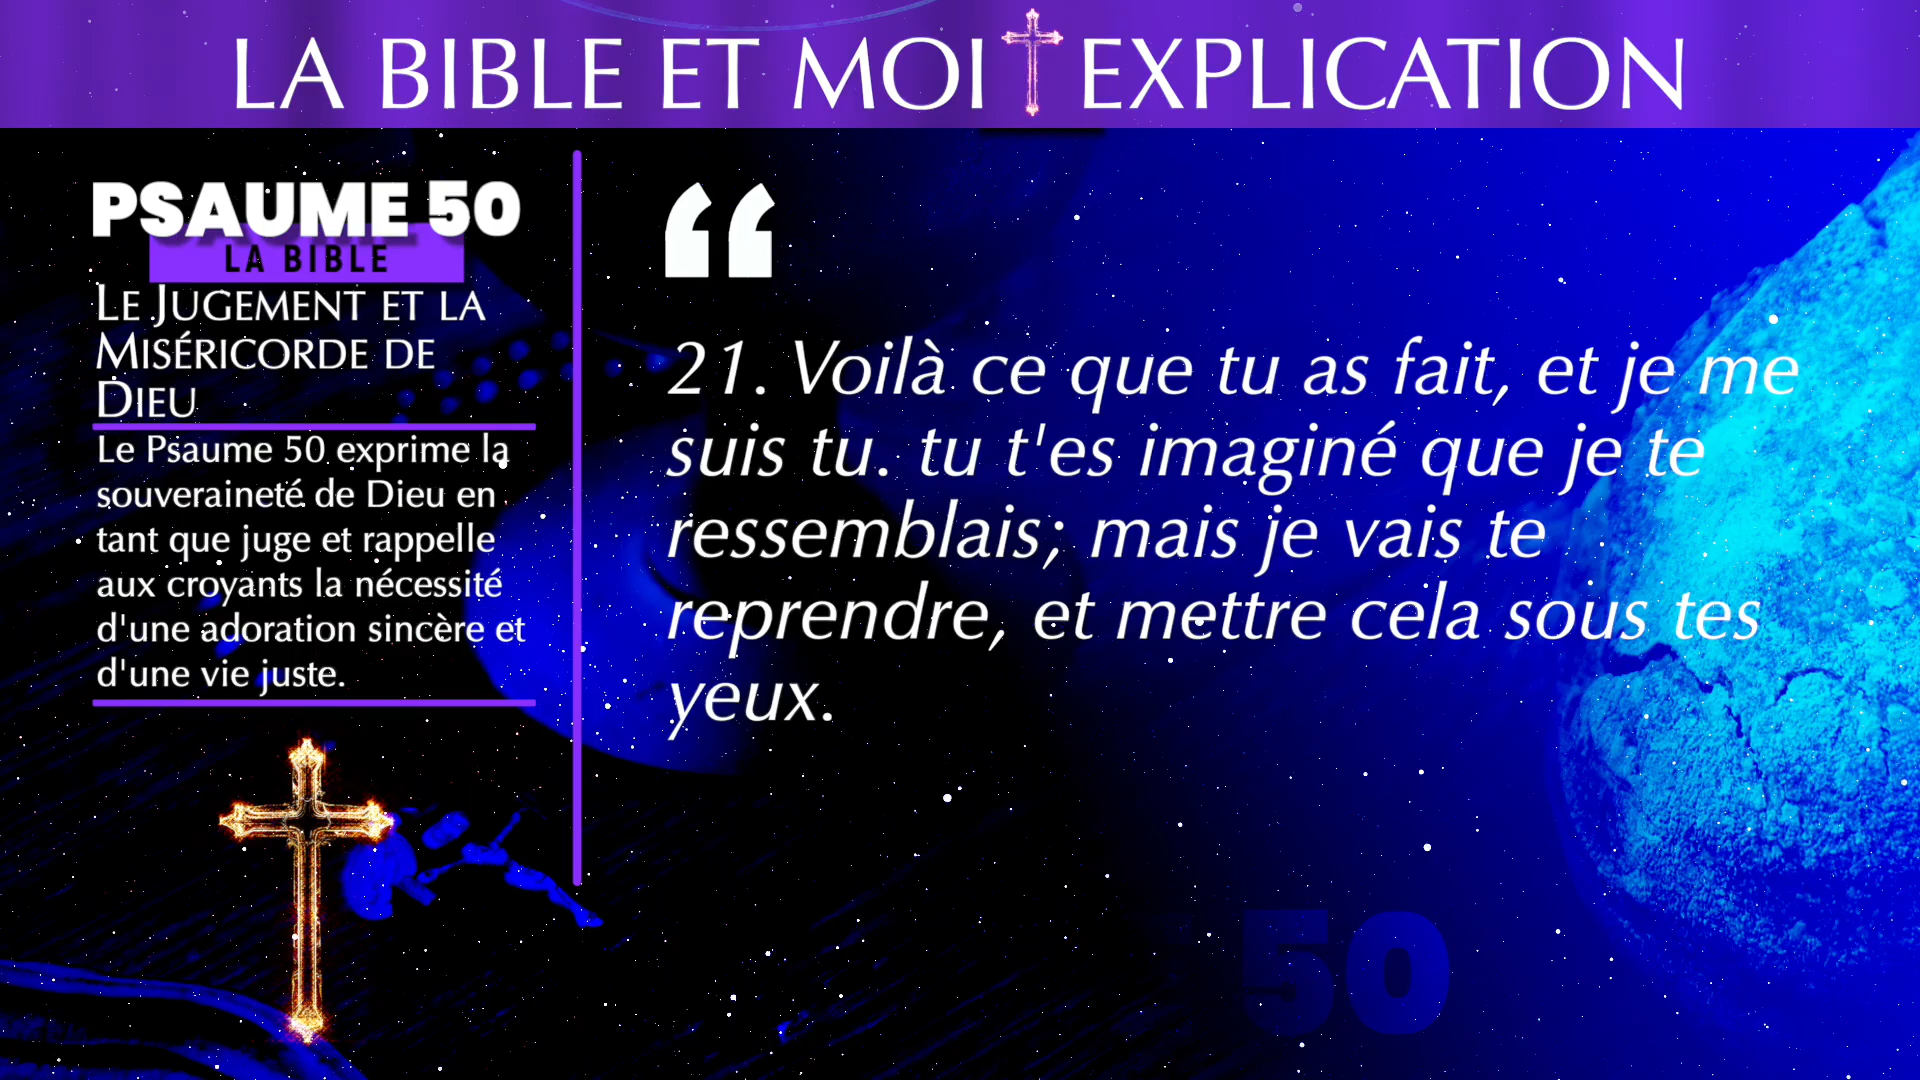 LA BIBLE ET MOI EXPLICATION
PSAUME 50
LA BIBLE
LE JUGEMENT ET LA
MISÉRICORDE DE
DIEU
Le Psaume 50 exprime la
souveraineté de Dieu en
tant que juge et rappelle
aux croyants la nécessité
d'une adoration sincère et
d'une vie juste.
“
21. Voilà ce que tu as fait, et je me
suis tu. tu t'es imaginé que je te
ressemblais; mais je vais te
reprendre, et mettre cela sous tes
yeux.
50